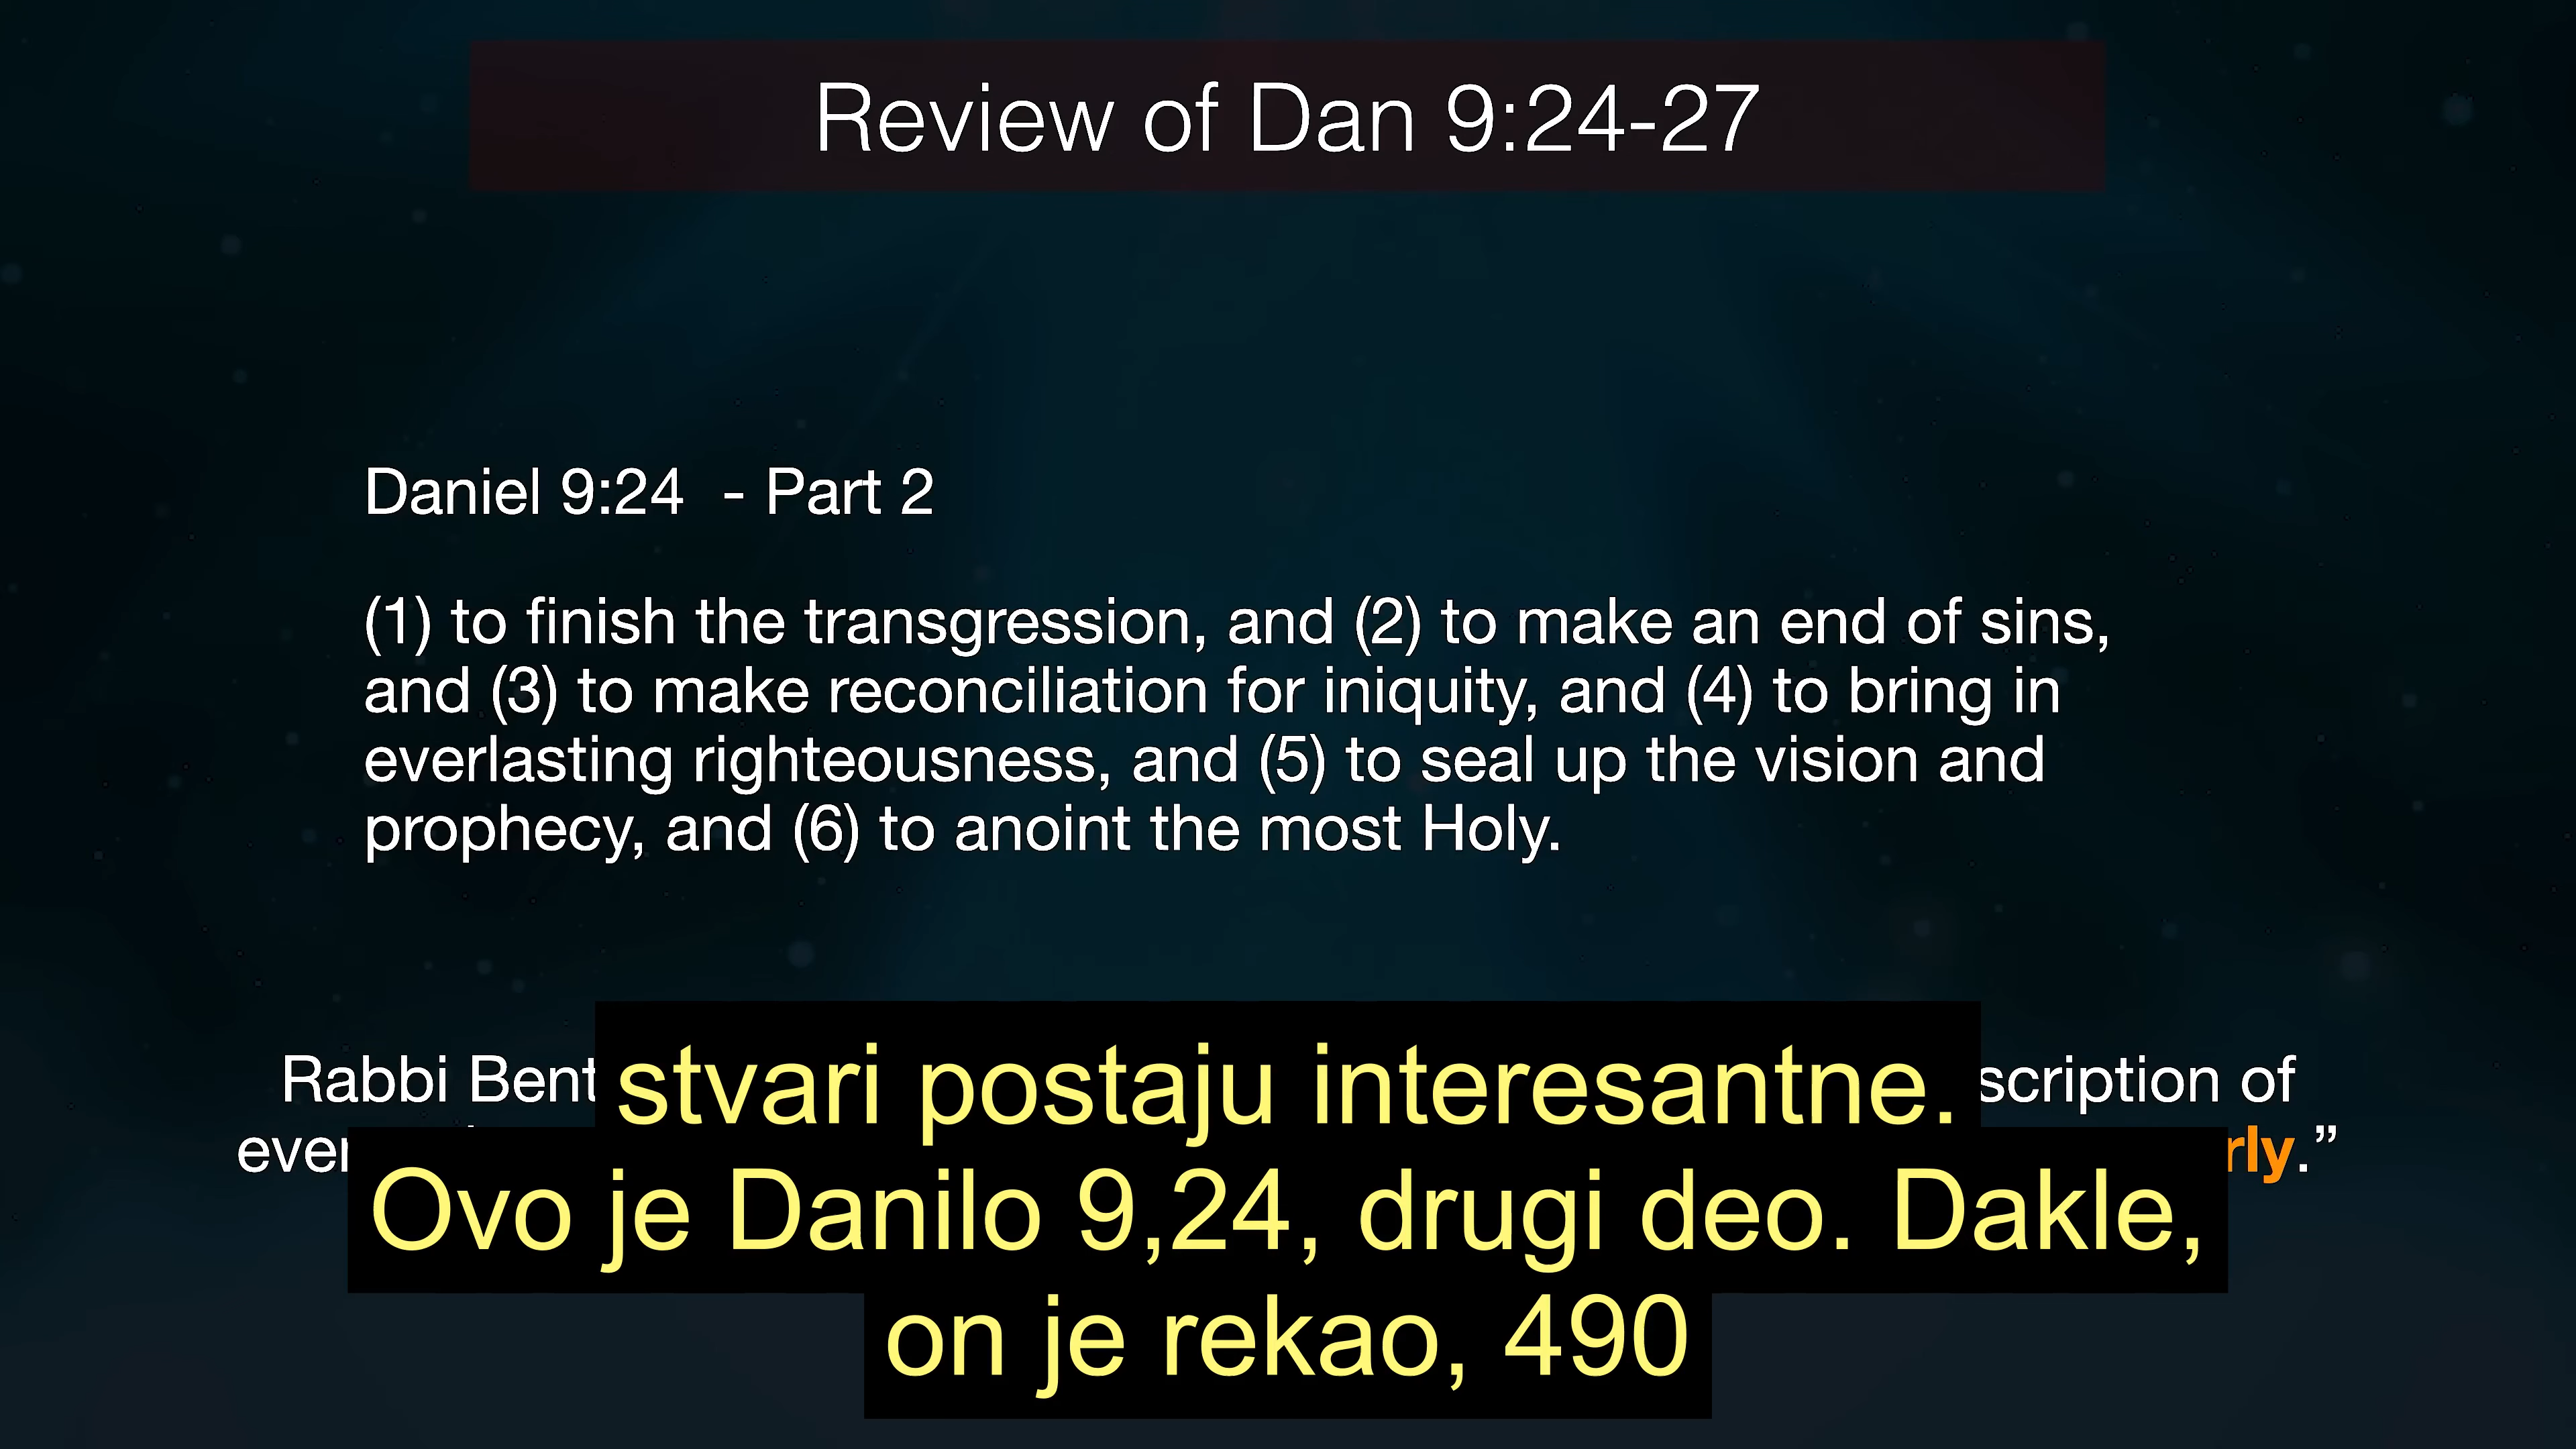 Review of Dan 9:24-27
Daniel 9:24 - Part 2
(1) to finish the transgression, and (2) to make an end of sins,
and (3) to make reconciliation for iniquity, and (4) to bring in
everlasting righteousness, and (5) to seal up the vision and
prophecy, and (6) to anoint the most Holy.
Rabbi of
stvari postaju interesantne.
Ovo je Danilo 9,24, drugi deo. Dakle,
on je rekao, 490